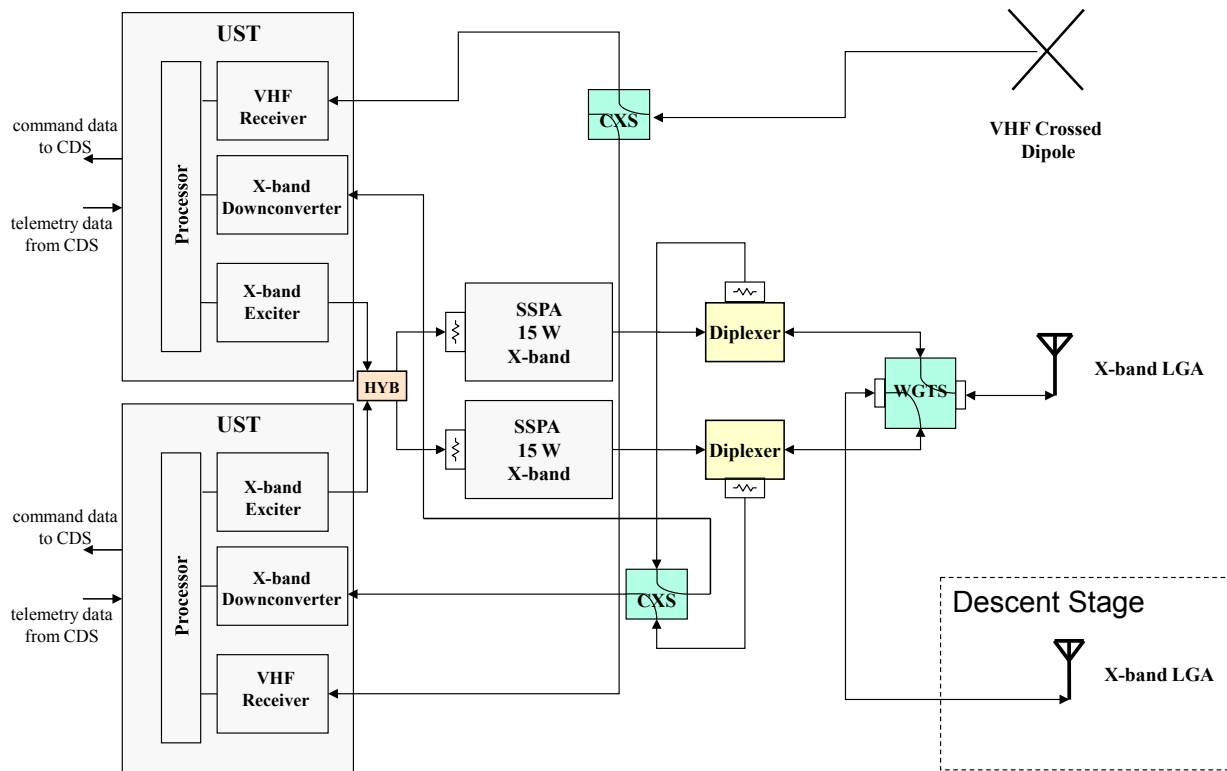 UST
VHF
Receiver
CXS
VHF Crossed
Dipole
command data
to CDS
Processor
X-band
Downconverter
telemetry data
from CDS
X-band
Exciter
SSPA
15 W
X-band
Diplexer
HYB
WGTS
X-band LGA
UST
SSPA
15 W
X-band
Diplexer
X-band
Exciter
command data
to CDS
Processor
X-band
Downconverter
CXS
telemetry data
from CDS
VHF
Receiver
Descent Stage
X-band LGA